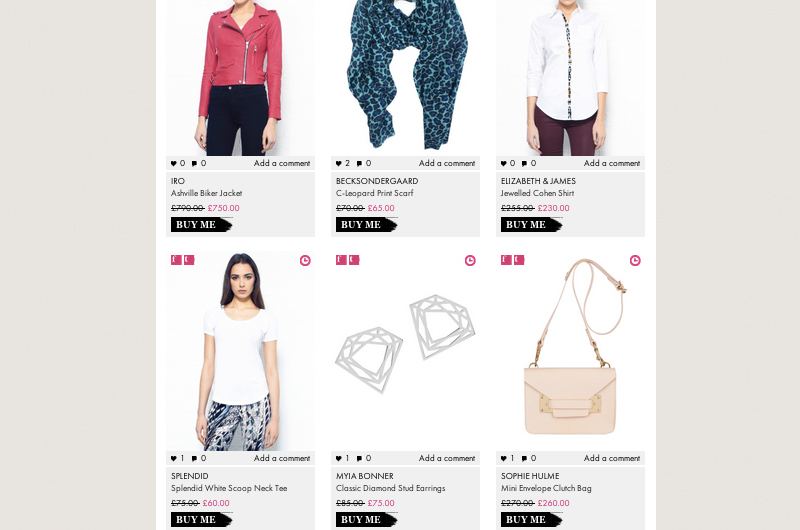 0 0 Add a comment
2 0 Add a comment
0 0 Add a comment
IRO
Ashville Biker Jacket
£790.00 £750.00
BUY ME
BECKSONDERGAARD
C-Leopard Print Scarf
£70.00 £65.00
BUY ME
ELIZABETH & JAMES
Jewelled Cohen Shirt
£255.00 £230.00
BUY ME
1 0 Add a comment
1 0 Add a comment
1 0 Add a comment
SPLENDID
Splendid White Scoop Neck Tee
£75.00 £60.00
BUY ME
MYIA BONNER
Classic Diamond Stud Earrings
£85.00 £75.00
BUY ME
SOPHIE HULME
Mini Envelope Clutch Bag
£270.00 £260.00
BUY ME